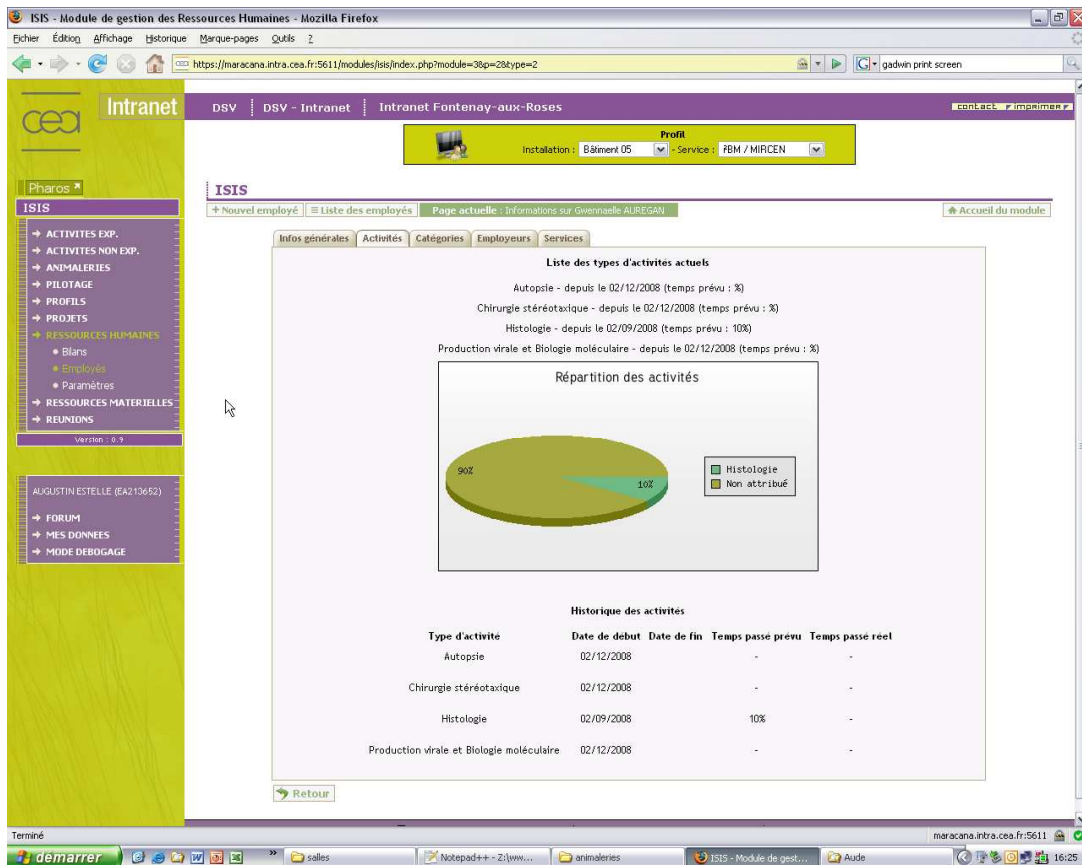 ISIS - Module de gestion des Ressources Humaines - Mozilla Firefox
Fichier Édition Affichage Historique Marque-pages Outils ?
https://maracana.intra.cea.fr:5611/modules/isis/index.php?module=3&p=2&type=2
G gadwin print screen
cea Intranet DSV DSV - Intranet Intranet Fontenay-aux-Roses contact imprimer
Profil
Installation : Bâtiment 05 - Service : I²BM / MIRCEN
Pharos
ISIS
ISIS
+ Nouvel employé Liste des employés Page actuelle : Informations sur Gwennaelle AUREGAN Accueil du module
ACTIVITES EXP.
ACTIVITES NON EXP.
ANIMALERIES
PILOTAGE
PROFILS
PROJETS
RESSOURCES HUMAINES
Bilans
Employés
Paramètres
RESSOURCES MATERIELLES
REUNIONS
Version : 0.9
AUGUSTIN ESTELLE (EA213652)
FORUM
MES DONNEES
MODE DEBOGAGE
Infos générales Activités Catégories Employeurs Services
Liste des types d'activités actuels
Autopsie - depuis le 02/12/2008 (temps prévu : %)
Chirurgie stéréotaxique - depuis le 02/12/2008 (temps prévu : %)
Histologie - depuis le 02/09/2008 (temps prévu : 10%)
Production virale et Biologie moléculaire - depuis le 02/12/2008 (temps prévu : %)
Répartition des activités
90%
10%
Histologie
Non attribué
Historique des activités
Type d'activité Date de début Date de fin Temps passé prévu Temps passé réel
Autopsie 02/12/2008 - -
Chirurgie stéréotaxique 02/12/2008 - -
Histologie 02/09/2008 10% -
Production virale et Biologie moléculaire 02/12/2008 - -
Retour
Terminé maracana.intra.cea.fr:5611
démarrer » salles Notepad++ - Z:\ww... animaleries ISIS - Module de gest... Aude 16:25